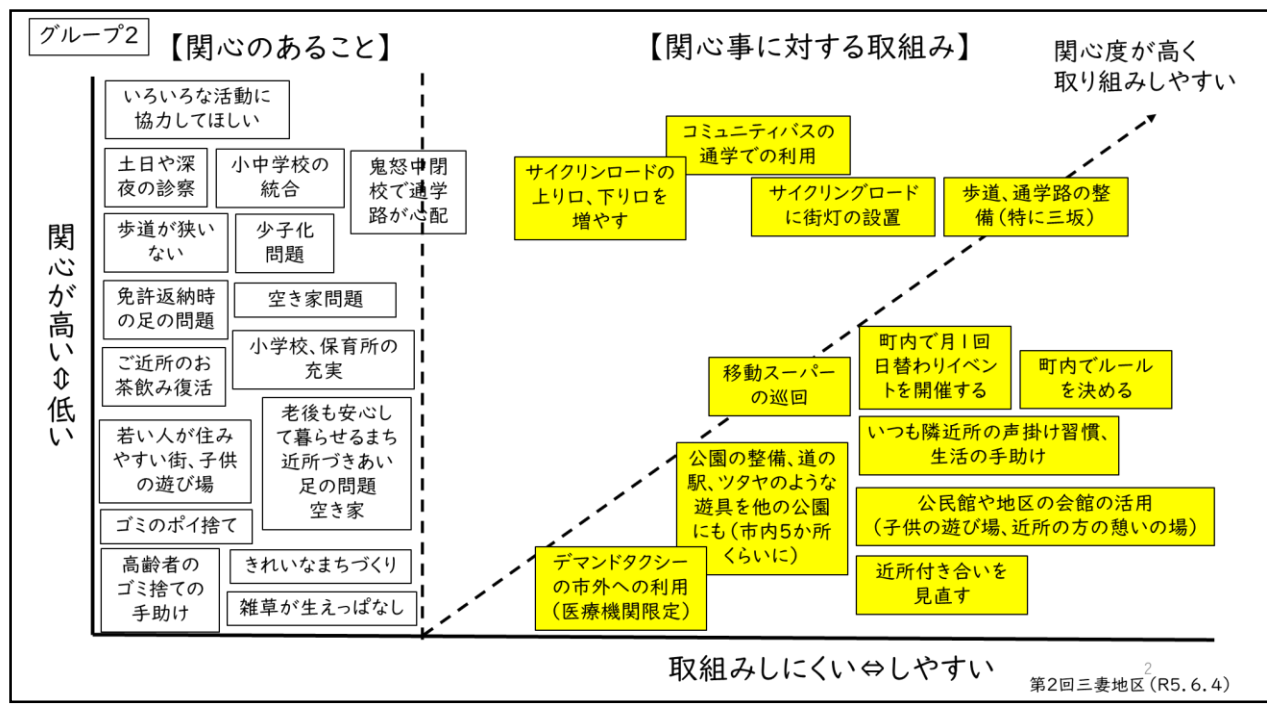 グループ2
【関心のあること】
【関心事に対する取組み】
関心度が高く
取り組みしやすい
関心が高い⇔低い
いろいろな活動に
協力してほしい
土日や深
夜の診察
小中学校の
統合
鬼怒中閉
校で通学
路が心配
歩道が狭い
ない
少子化
問題
免許返納時
の足の問題
空き家問題
小学校、保育所の
充実
ご近所のお
茶飲み復活
老後も安心し
て暮らせるまち
近所づきあい
足の問題
空き家
若い人が住み
やすい街、子供
の遊び場
ゴミのポイ捨て
高齢者の
ゴミ捨ての
手助け
きれいなまちづくり
雑草が生えっぱなし
コミュニティバスの
通学での利用
サイクリンロードの
上り口、下り口を
増やす
サイクリングロード
に街灯の設置
歩道、通学路の整
備(特に三坂)
町内で月1回
日替わりイベン
トを開催する
町内でルール
を決める
移動スーパー
の巡回
いつも隣近所の声掛け習慣、
生活の手助け
公園の整備、道の
駅、ツタヤのような
遊具を他の公園
にも(市内5か所
くらいに)
公民館や地区の会館の活用
(子供の遊び場、近所の方の憩いの場)
デマンドタクシー
の市外への利用
(医療機関限定)
近所付き合いを
見直す
取組みしにくい⇔しやすい
2
第2回三妻地区(R5.6.4)